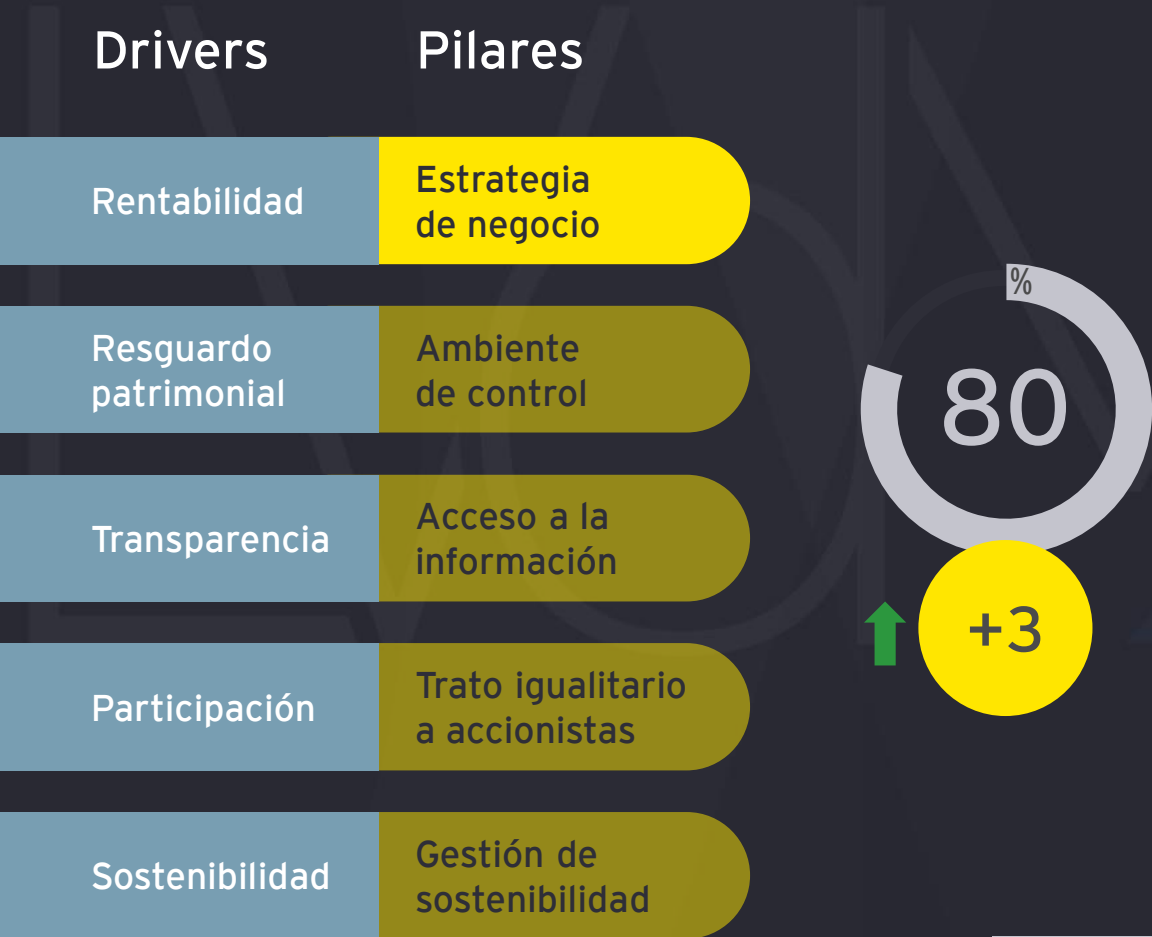 Drivers
Pilares
Rentabilidad
Estrategia
de negocio
Resguardo
patrimonial
Ambiente
de control
Transparencia
Acceso a la
información
Participación
Trato igualitario
a accionistas
Sostenibilidad
Gestión de
sostenibilidad
%
80
+3